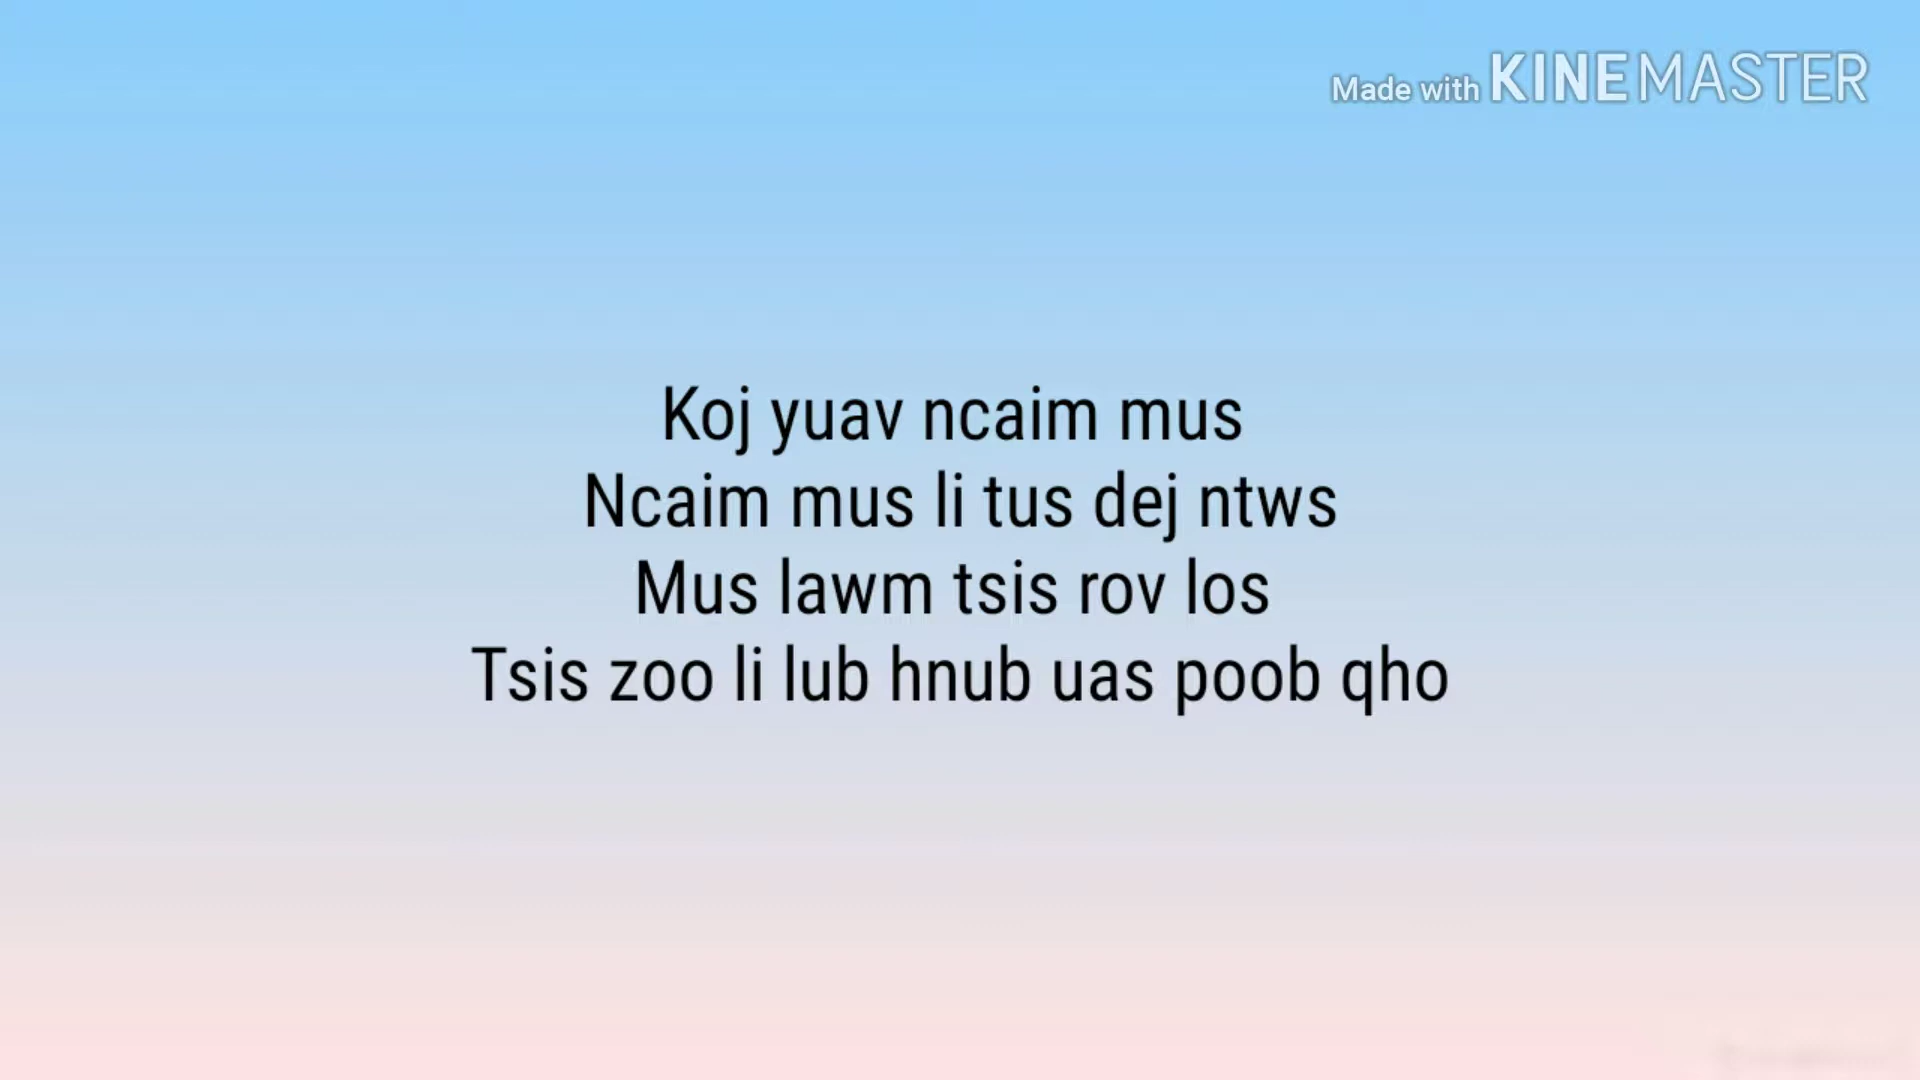 Made with KINEMASTER
Koj yuav ncaim mus
Ncaim mus li tus dej ntws
Mus lawm tsis rov los
Tsis zoo li lub hnub uas poob qho